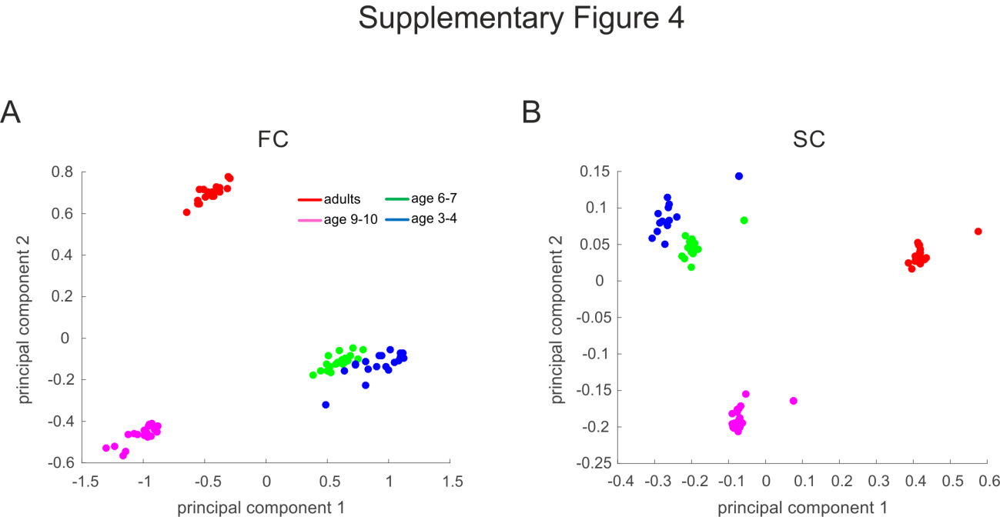 Supplementary Figure 4
A
B
FC
SC
0.8
0.6
0.4
0.2
0
-0.2
-0.4
-0.6
principal component 2
adults
age 6-7
age 9-10
age 3-4
-1.5
-1
-0.5
0
0.5
1
1.5
principal component 1
0.15
0.1
0.05
0
-0.05
-0.1
-0.15
-0.2
-0.25
principal component 2
-0.4
-0.3
-0.2
-0.1
0
0.1
0.2
0.3
0.4
0.5
0.6
principal component 1